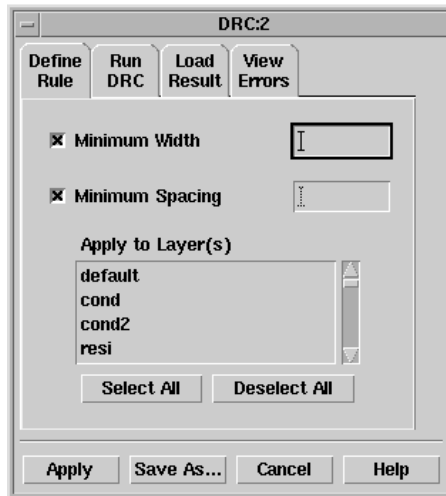 DRC:2
Define Rule
Run DRC
Load Result
View Errors
Minimum Width
Minimum Spacing
Apply to Layer(s)
default
cond
cond2
resi
Select All Deselect All
Apply Save As... Cancel Help